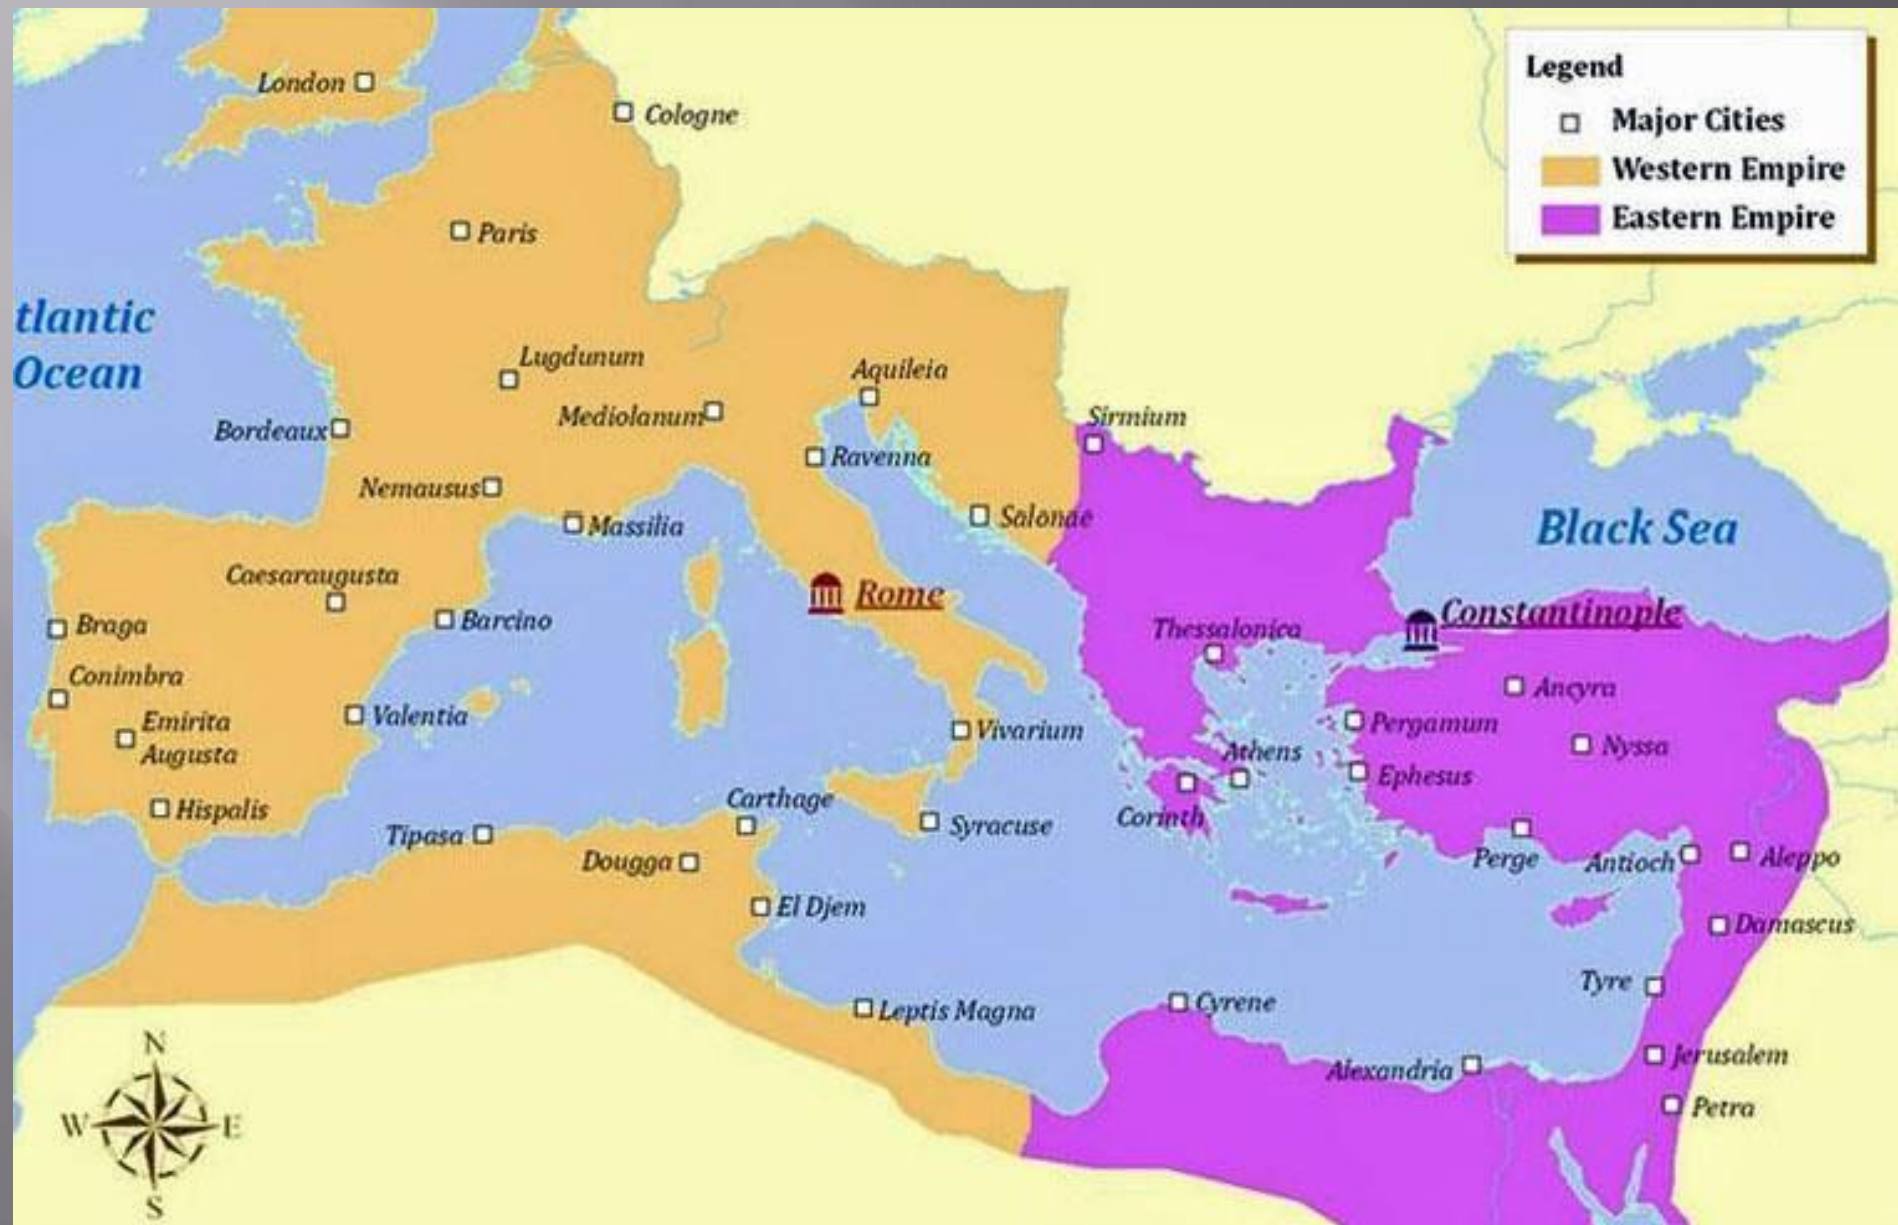 Legend
Major Cities
Western Empire
Eastern Empire
London
Cologne
Paris
tlantic
Ocean
Lugdunum
Aquileia
Mediolanum
Bordeaux
Sirmium
Ravenna
Nemausus
Massilia
Salonae
Black Sea
Caesaraugusta
Rome
Constantinople
Braga
Barcino
Thessalonica
Conimbra
Ancyra
Emirita
Augusta
Valentia
Vivarium
Pergamum
Nyssa
Athens
Ephesus
Hispalis
Carthage
Corinth
Tipasa
Syracuse
Dougga
Perge
Antioch
Aleppo
El Djem
Damascus
Tyre
Leptis Magna
Cyrene
N
Jerusalem
Alexandria
Petra
W
E
S